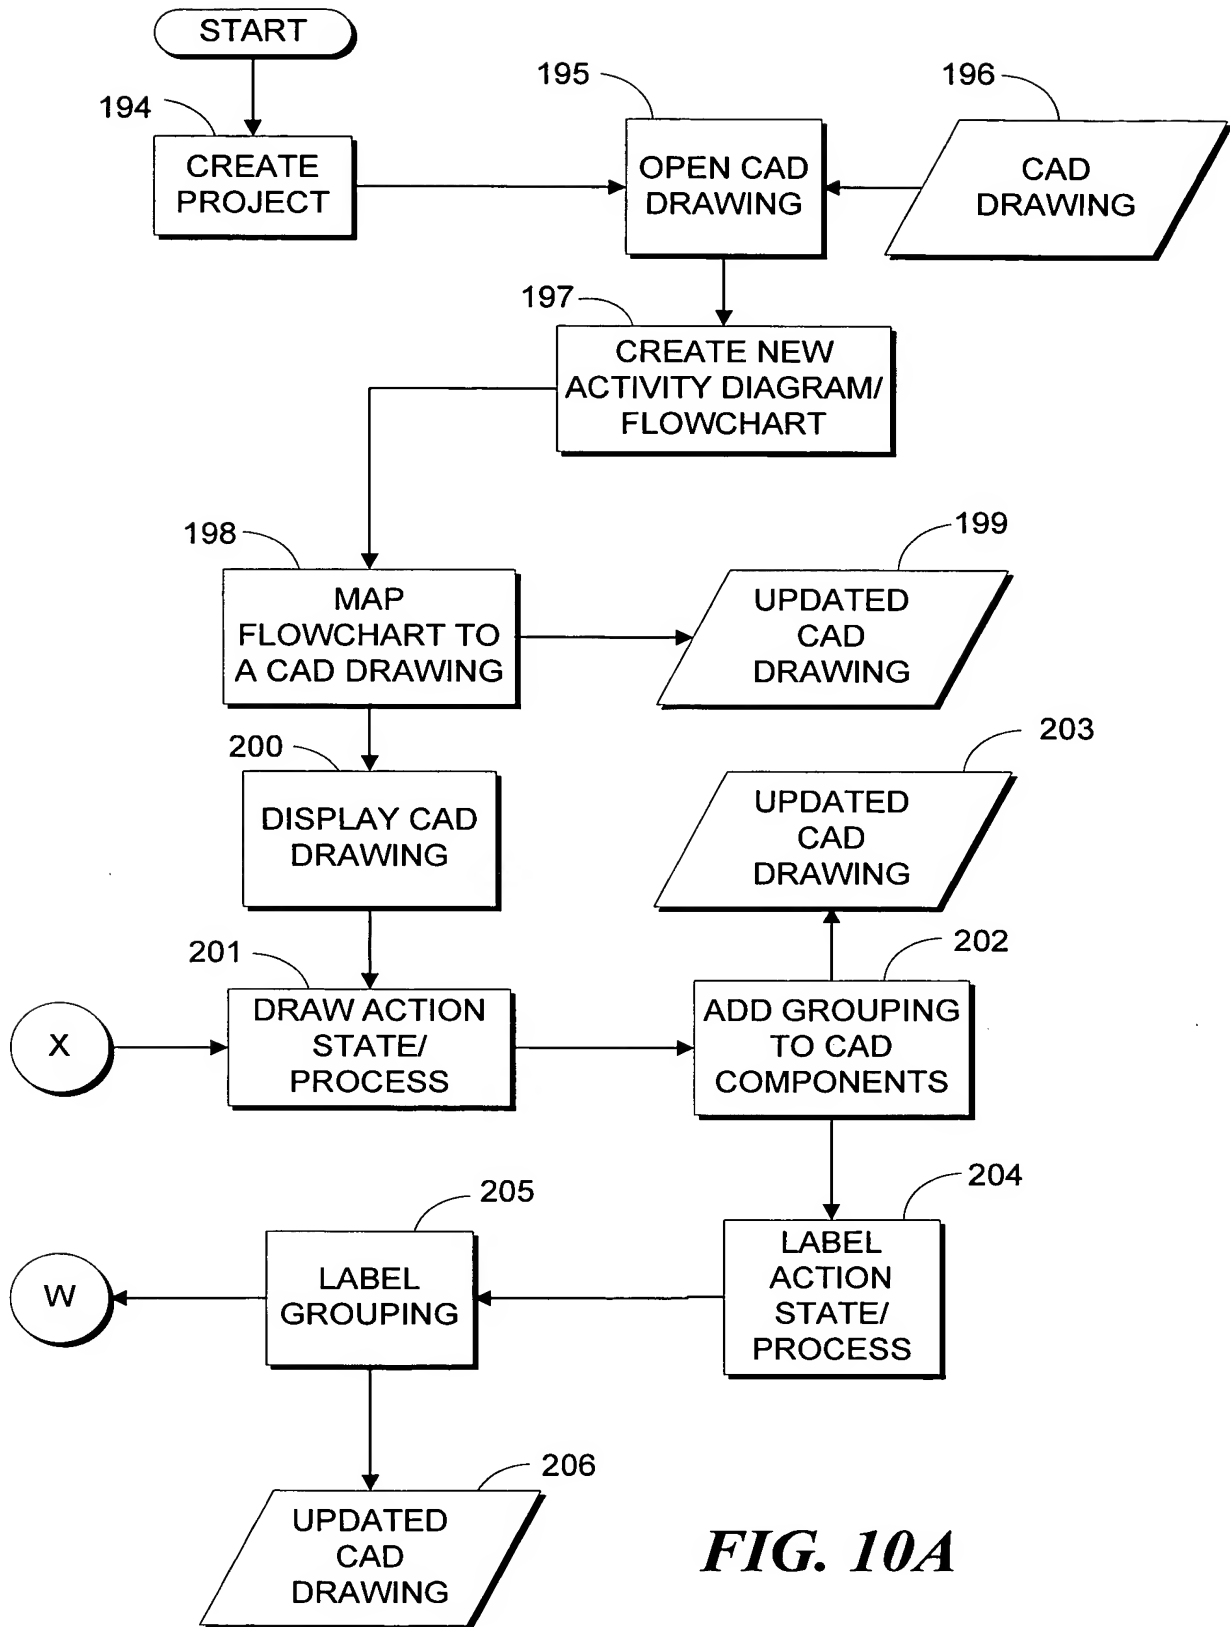 START
194
CREATE
PROJECT
195
OPEN CAD
DRAWING
196
CAD
DRAWING
197
CREATE NEW
ACTIVITY DIAGRAM/
FLOWCHART
198
MAP
FLOWCHART TO
A CAD DRAWING
199
UPDATED
CAD
DRAWING
200
DISPLAY CAD
DRAWING
203
UPDATED
CAD
DRAWING
X
201
DRAW ACTION
STATE/
PROCESS
202
ADD GROUPING
TO CAD
COMPONENTS
204
LABEL
ACTION
STATE/
PROCESS
205
LABEL
GROUPING
W
206
UPDATED
CAD
DRAWING
FIG. 10A